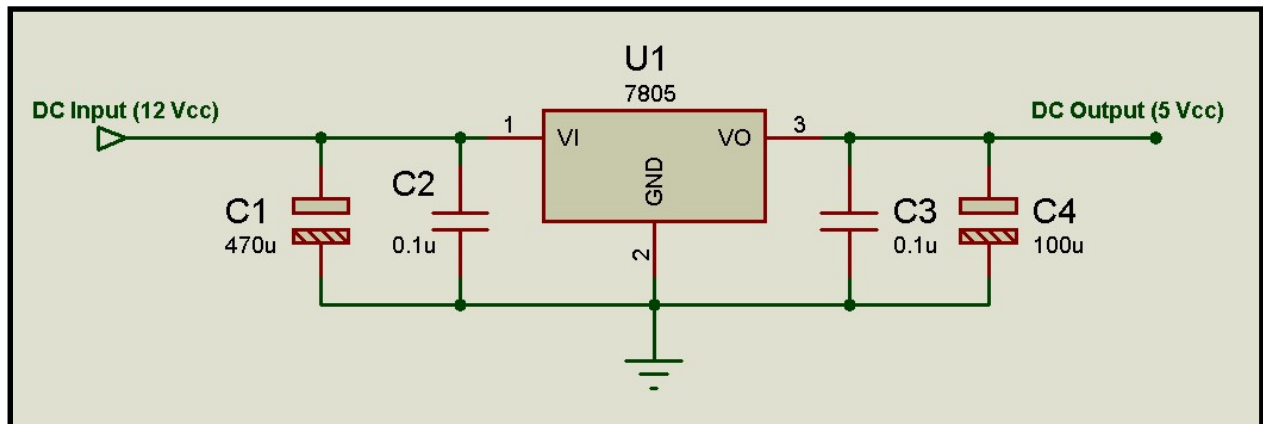 U1
7805
DC Input (12 Vcc)
DC Output (5 Vcc)
1
VI
VO
3
GND
2
C1
470u
C2
0.1u
C3
0.1u
C4
100u